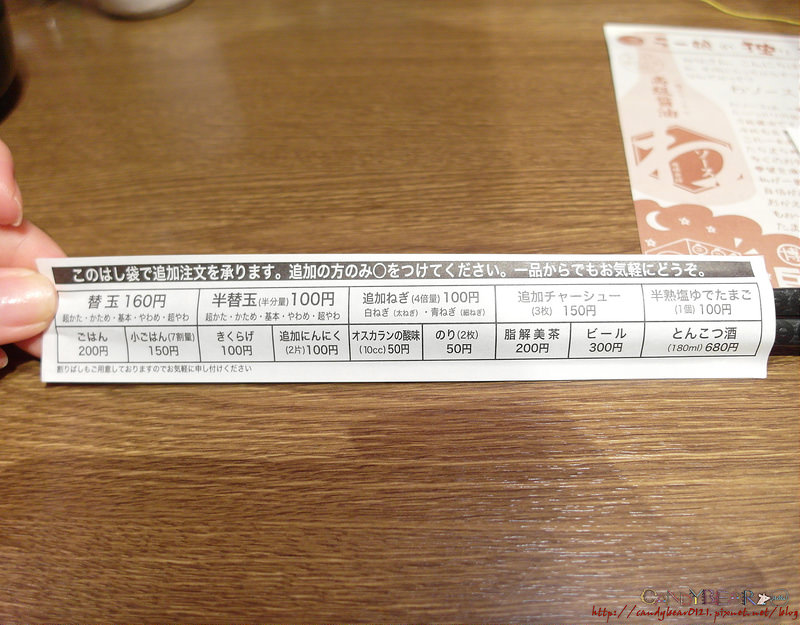 このはし袋で追加注文を承ります。追加の方のみ○をつけてください。一品からでもお気軽にどうぞ。
替玉160円
超かた・かため・基本・やわめ・超やわ
半替玉(半分量)100円
超かた・かため・基本・やわめ・超やわ
追加ねぎ(4倍量)100円
白ねぎ(太ねぎ)・青ねぎ(細ねぎ)
追加チャーシュー
(3枚) 150円
半熟塩ゆでたまご
(1個) 100円
ごはん
200円
小ごはん(7割量)
150円
きくらげ
100円
追加にんにく
(2片)100円
オスカランの酸味
(10cc)50円
のり(2枚)
50円
脂解美茶
200円
ビール
300円
とんこつ酒
(180ml)680円
割りばしもご用意しておりますのでお気軽に申し付けください
ソース
CANDYBEAR
http://candybear0121.pixnet.net/blog